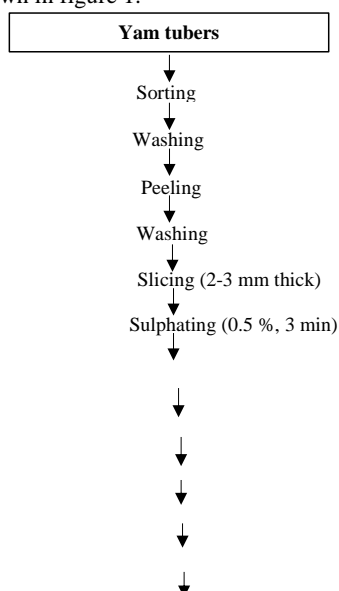 wn in figure 1.
Yam tubers
Sorting
Washing
Peeling
Washing
Slicing (2-3 mm thick)
Sulphating (0.5 %, 3 min)